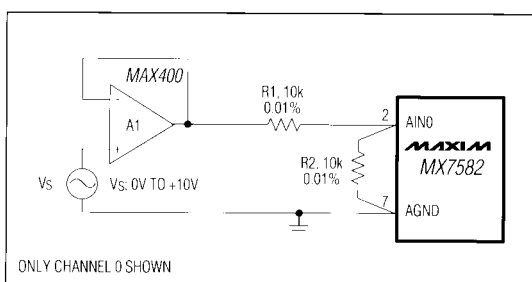 MAX400
R1, 10k
0.01%
-
A1
+
2
AIN0
MAXIM
MX7582
R2, 10k
0.01%
VS
VS: 0V TO +10V
7
AGND
ONLY CHANNEL 0 SHOWN